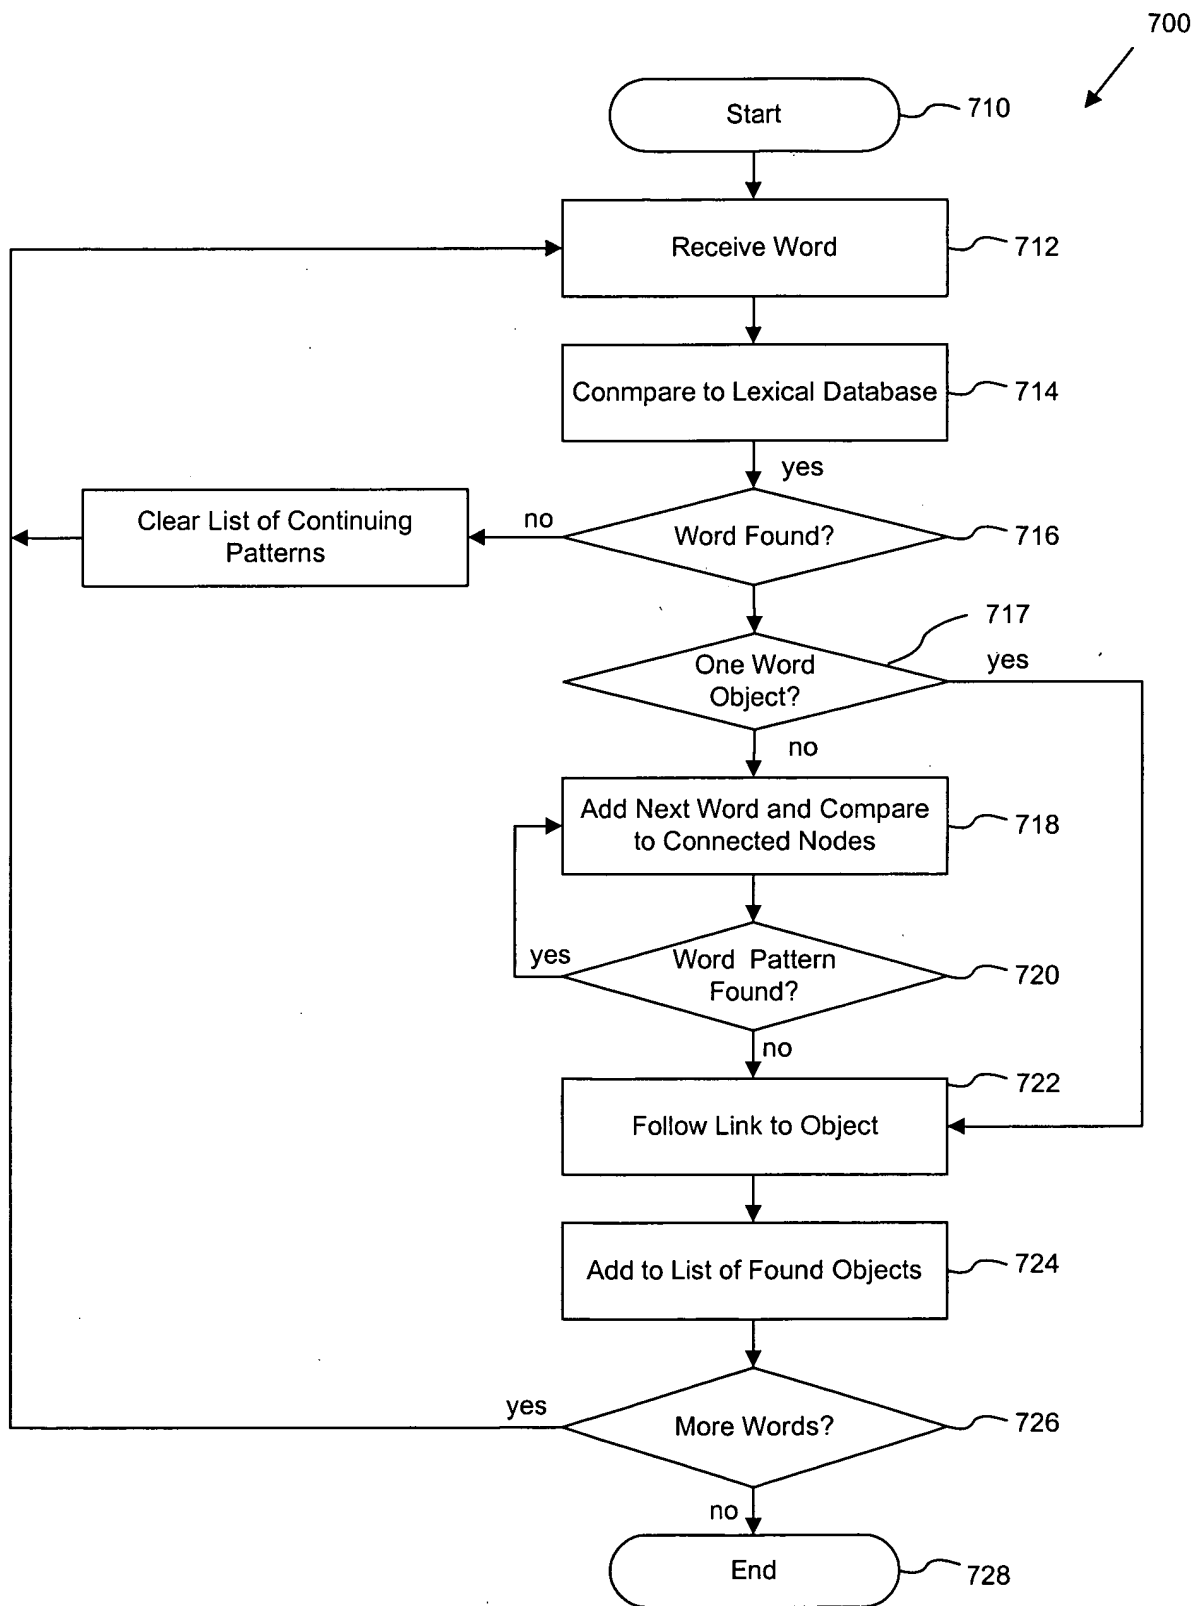 700
Start
710
Receive Word
712
Conmpare to Lexical Database
714
yes
Clear List of Continuing
Patterns
no
Word Found?
716
717
One Word
Object?
yes
no
Add Next Word and Compare
to Connected Nodes
718
yes
Word Pattern
Found?
720
no
722
Follow Link to Object
Add to List of Found Objects
724
yes
More Words?
726
no
End
728